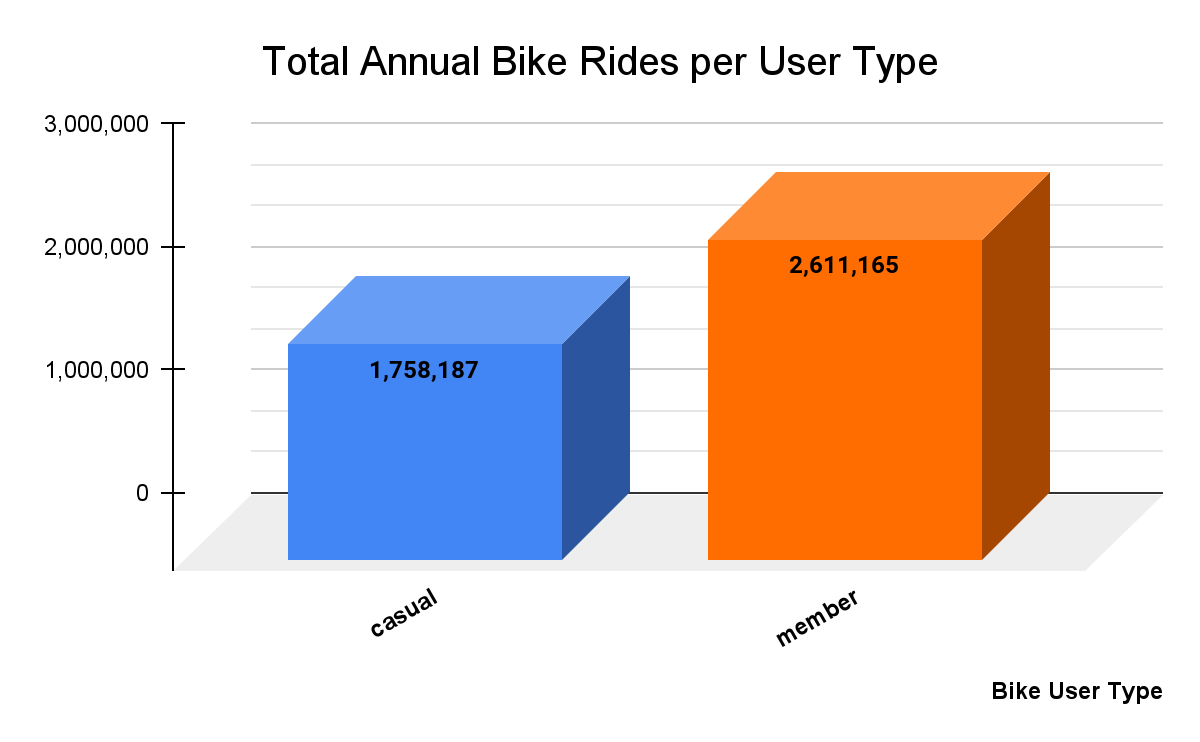 Total Annual Bike Rides per User Type
3,000,000
2,000,000
1,000,000
0
1,758,187
2,611,165
casual
member
Bike User Type